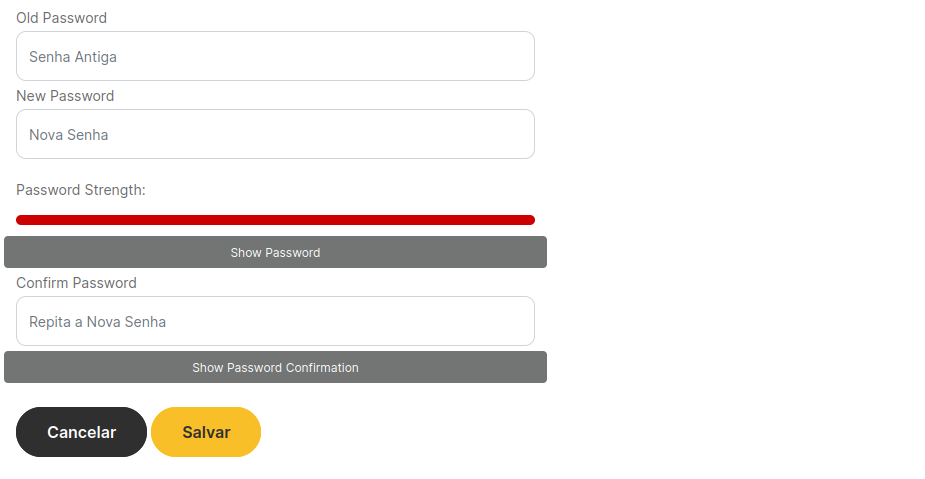 Old Password
Senha Antiga
New Password
Nova Senha
Password Strength:
Show Password
Confirm Password
Repita a Nova Senha
Show Password Confirmation
Cancelar Salvar